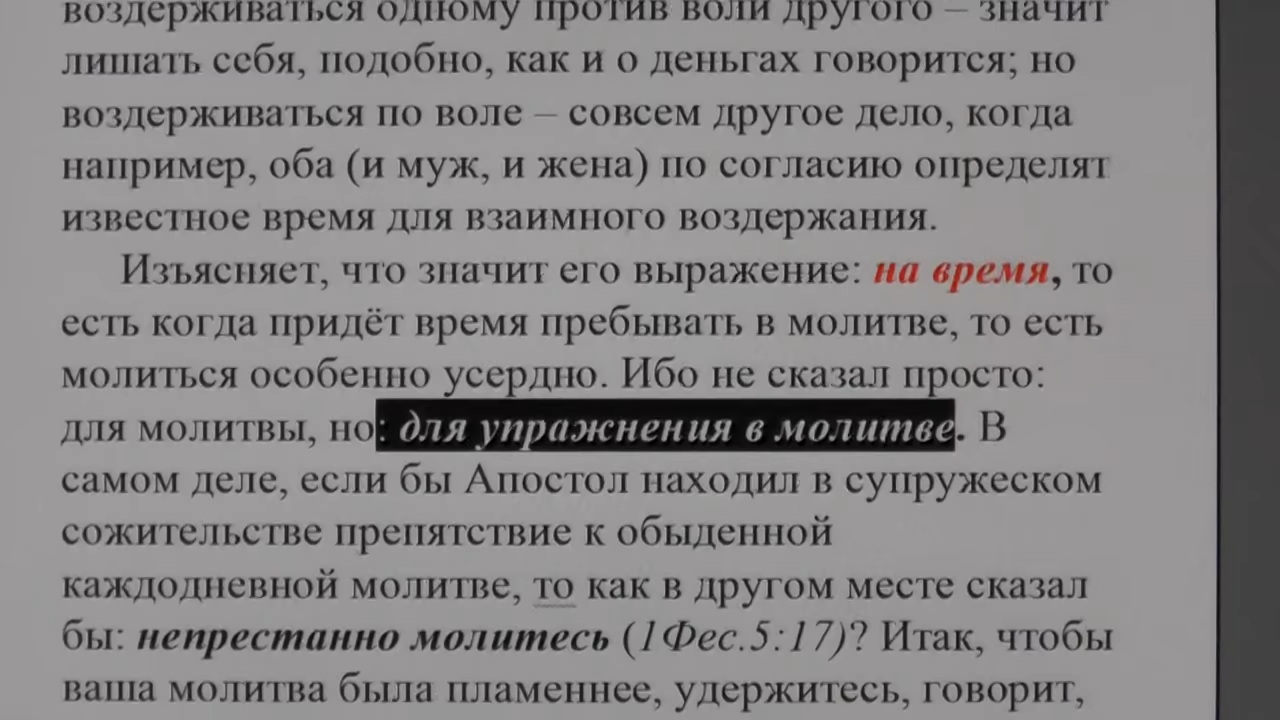 воздерживаться одному против воли другого – значит
лишать себя, подобно, как и о деньгах говорится; но
воздерживаться по воле – совсем другое дело, когда
например, оба (и муж, и жена) по согласию определят
известное время для взаимного воздержания.
Изъясняет, что значит его выражение: на время, то
есть когда придёт время пребывать в молитве, то есть
молиться особенно усердно. Ибо не сказал просто:
для молитвы, но: для упражнения в молитве. В
самом деле, если бы Апостол находил в супружеском
сожительстве препятствие к обыденной
каждодневной молитве, то как в другом месте сказал
бы: непрестанно молитесь (1Фес.5:17)? Итак, чтобы
ваша молитва была пламеннее, удержитесь, говорит,